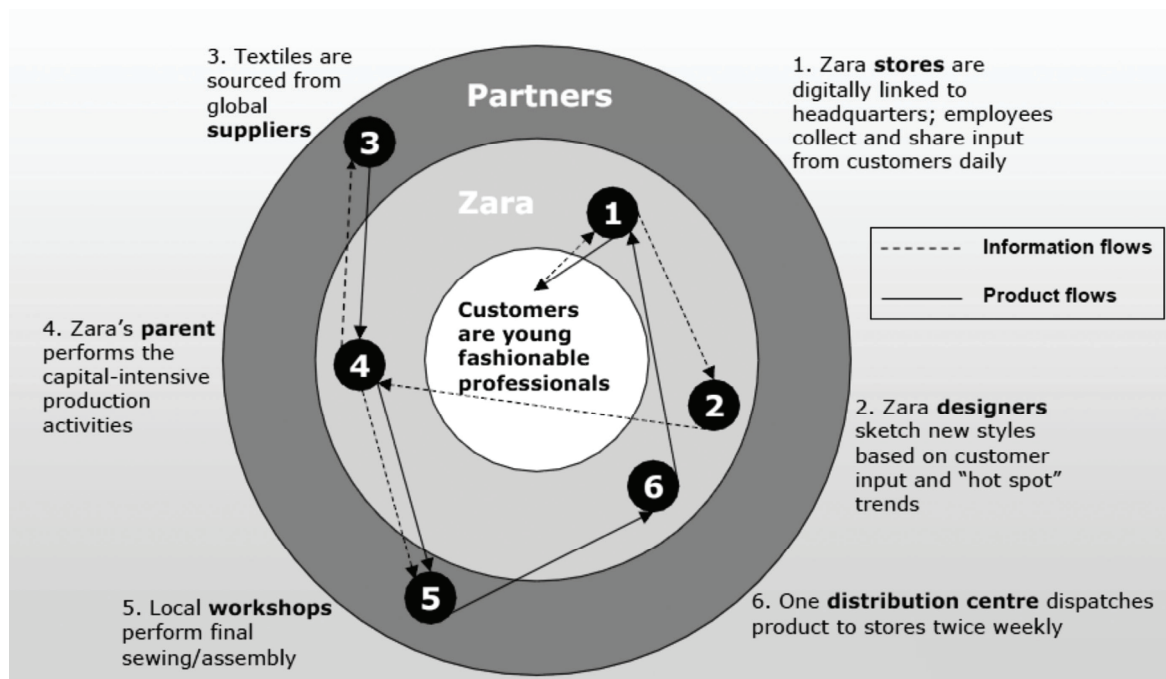 3. Textiles are
sourced from
global
suppliers
Partners
1. Zara stores are
digitally linked to
headquarters; employees
collect and share input
from customers daily
3
Zara
1
Information flows
Product flows
Customers
are young
fashionable
professionals
4. Zara’s parent
performs the
capital-intensive
production
activities
4
2
2. Zara designers
sketch new styles
based on customer
input and “hot spot”
trends
6
5
5. Local workshops
perform final
sewing/assembly
6. One distribution centre dispatches
product to stores twice weekly